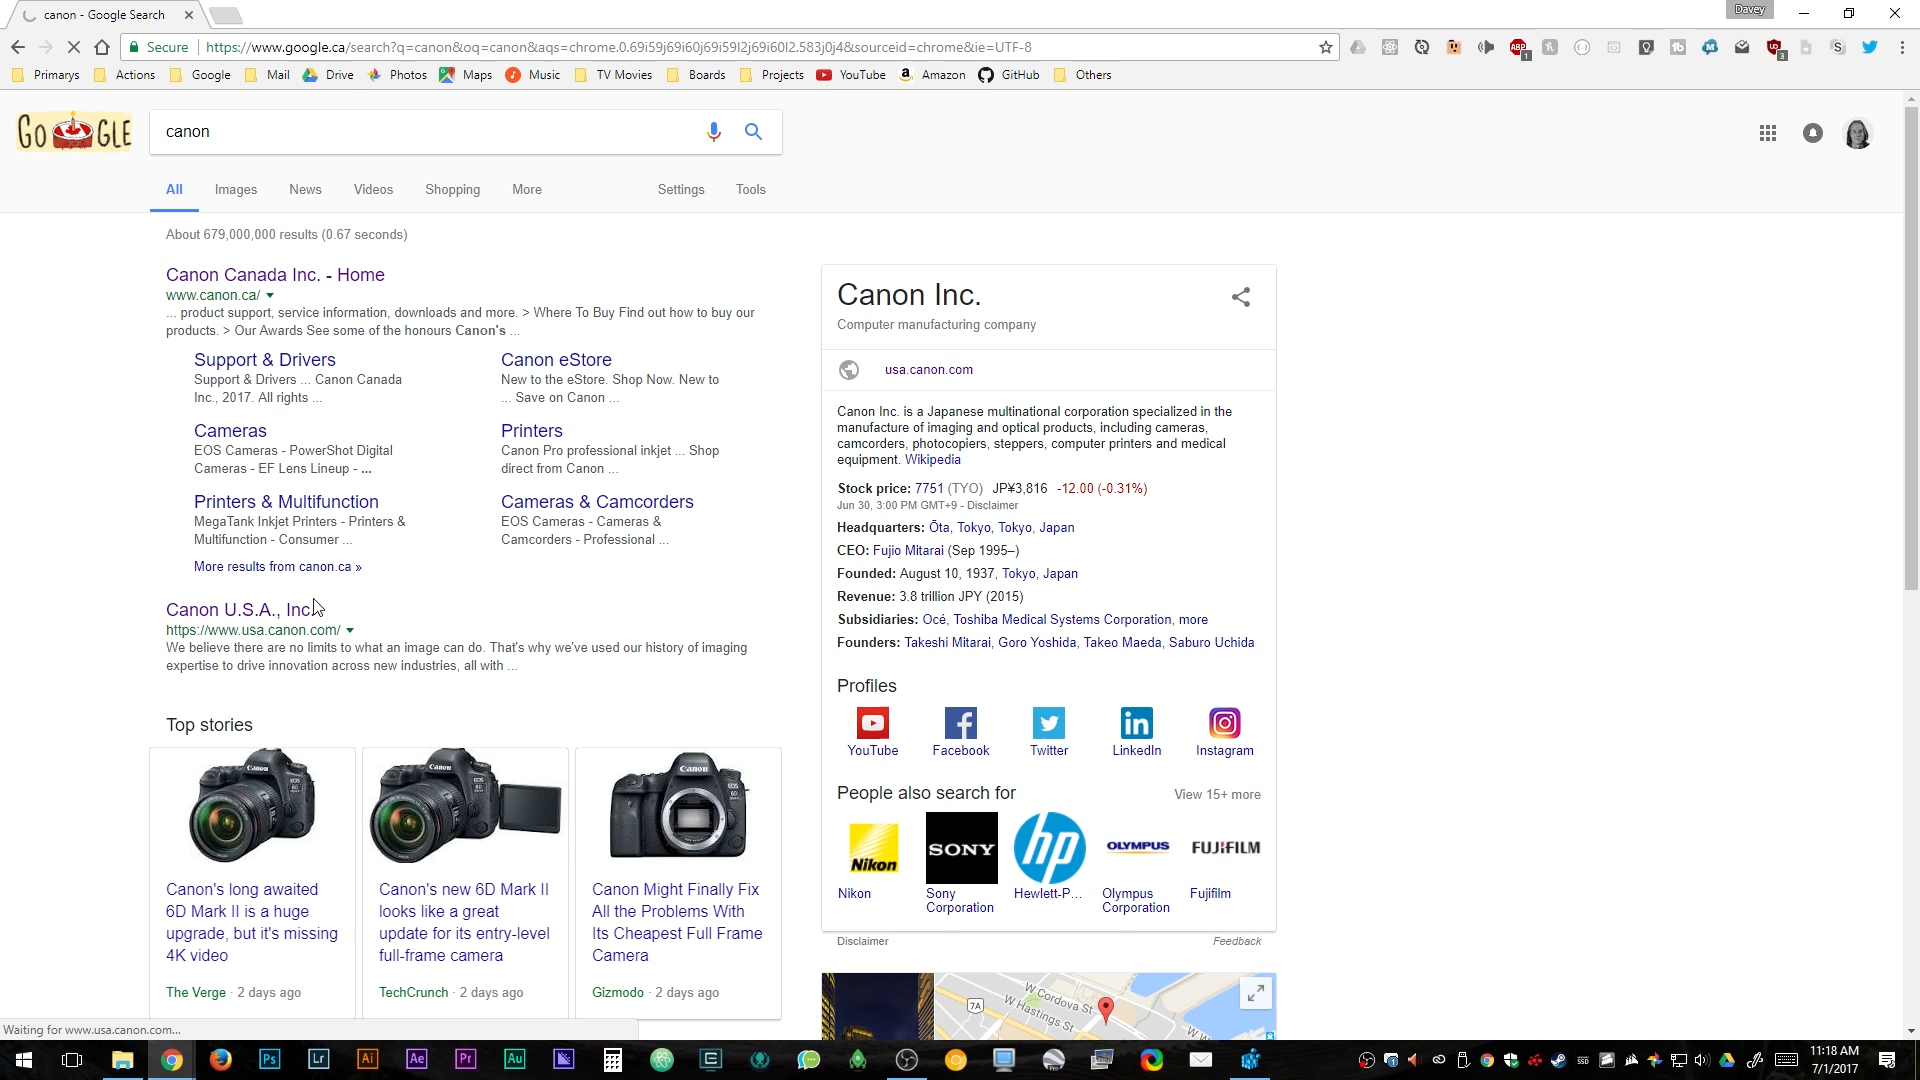 canon - Google Search
Davey
Secure https://www.google.ca/search?q=canon&oq=canon&aqs=chrome.0.69i59j69i60j69i59l2j69i60l2.583j0j4&sourceid=chrome&ie=UTF-8
Primarys Actions Google Mail Drive Photos Maps Music TV Movies Boards Projects YouTube Amazon GitHub Others
GO GLE
canon
All Images News Videos Shopping More Settings Tools
About 679,000,000 results (0.67 seconds)
Canon Canada Inc. - Home
www.canon.ca/
... product support, service information, downloads and more. > Where To Buy Find out how to buy our
products. > Our Awards See some of the honours Canon's ...
Support & Drivers
Support & Drivers ... Canon Canada
Inc., 2017. All rights ...
Canon eStore
New to the eStore. Shop Now. New to
... Save on Canon ...
Cameras
EOS Cameras - PowerShot Digital
Cameras - EF Lens Lineup - ...
Printers
Canon Pro professional inkjet ... Shop
direct from Canon ...
Printers & Multifunction
MegaTank Inkjet Printers - Printers &
Multifunction - Consumer ...
Cameras & Camcorders
EOS Cameras - Cameras &
Camcorders - Professional ...
More results from canon.ca »
Canon U.S.A., Inc.
https://www.usa.canon.com/
We believe there are no limits to what an image can do. That's why we've used our history of imaging
expertise to drive innovation across new industries, all with ...
Top stories
Canon's long awaited
6D Mark II is a huge
upgrade, but it's missing
4K video
The Verge · 2 days ago
Canon's new 6D Mark II
looks like a great
update for its entry-level
full-frame camera
TechCrunch · 2 days ago
Canon Might Finally Fix
All the Problems With
Its Cheapest Full Frame
Camera
Gizmodo · 2 days ago
Canon Inc.
Computer manufacturing company
usa.canon.com
Canon Inc. is a Japanese multinational corporation specialized in the
manufacture of imaging and optical products, including cameras,
camcorders, photocopiers, steppers, computer printers and medical
equipment. Wikipedia
Stock price: 7751 (TYO) JP¥3,816 -12.00 (-0.31%)
Jun 30, 3:00 PM GMT+9 - Disclaimer
Headquarters: Ōta, Tokyo, Tokyo, Japan
CEO: Fujio Mitarai (Sep 1995–)
Founded: August 10, 1937, Tokyo, Japan
Revenue: 3.8 trillion JPY (2015)
Subsidiaries: Océ, Toshiba Medical Systems Corporation, more
Founders: Takeshi Mitarai, Goro Yoshida, Takeo Maeda, Saburo Uchida
Profiles
YouTube Facebook Twitter LinkedIn Instagram
People also search for
View 15+ more
Nikon SONY hp OLYMPUS FUJIFILM
Nikon
Sony
Corporation
Hewlett-P...
Olympus
Corporation
Fujifilm
Disclaimer
Feedback
7A
W Cordova St
W Hastings St
Waiting for www.usa.canon.com...
Ps Lr Ai Ae Pr Au
11:18 AM
7/1/2017